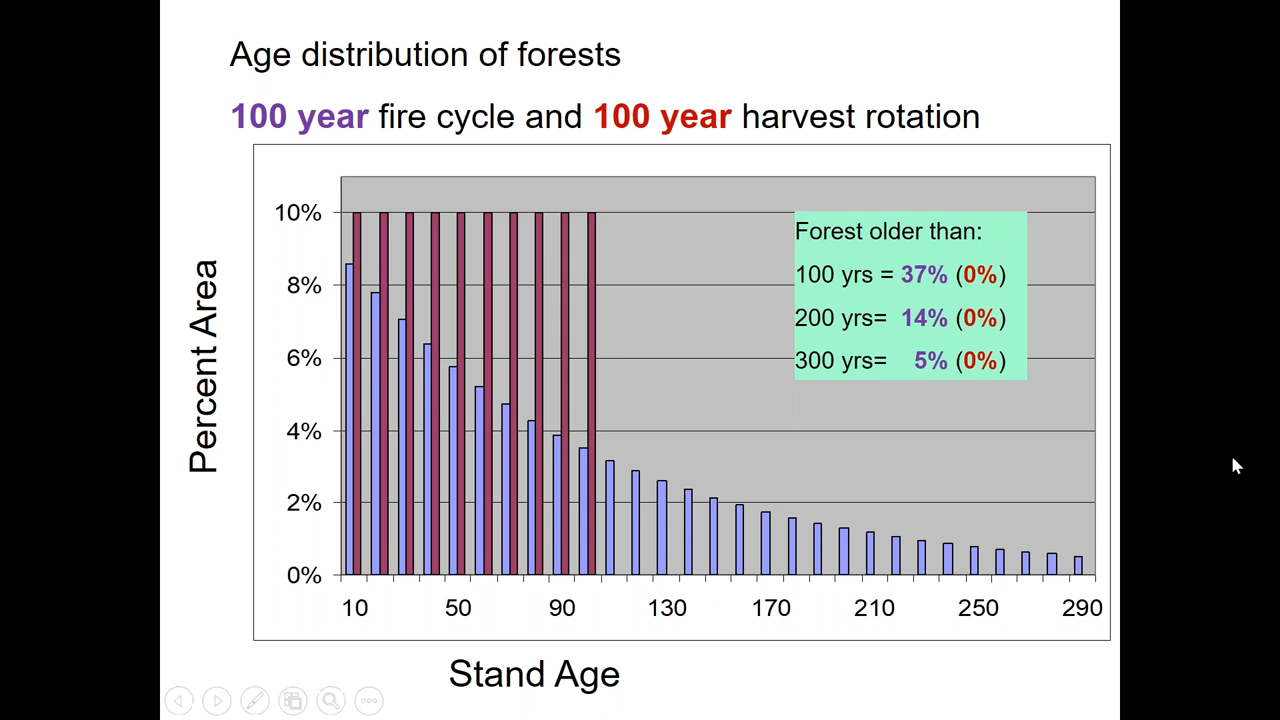 Age distribution of forests
100 year fire cycle and 100 year harvest rotation
Percent Area
10%
8%
6%
4%
2%
0%
Forest older than:
100 yrs = 37% (0%)
200 yrs= 14% (0%)
300 yrs= 5% (0%)
10 50 90 130 170 210 250 290
Stand Age